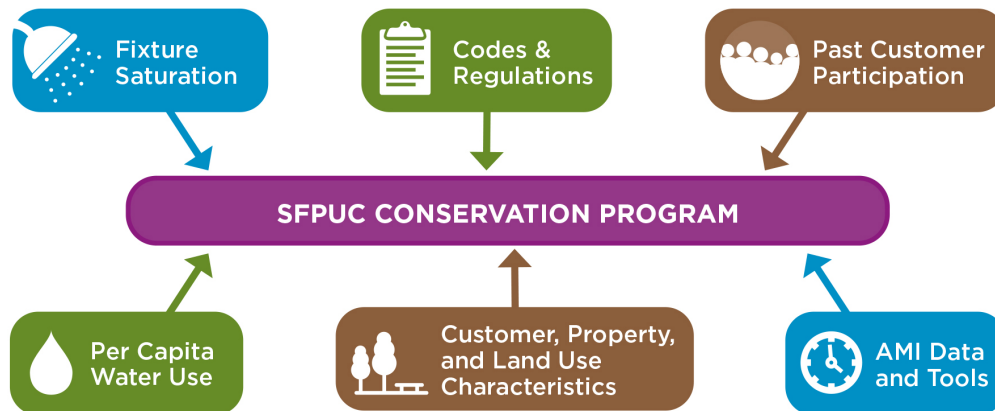 Fixture
Saturation
Codes &
Regulations
Past Customer
Participation
SFPUC CONSERVATION PROGRAM
Per Capita
Water Use
Customer, Property,
and Land Use
Characteristics
AMI Data
and Tools